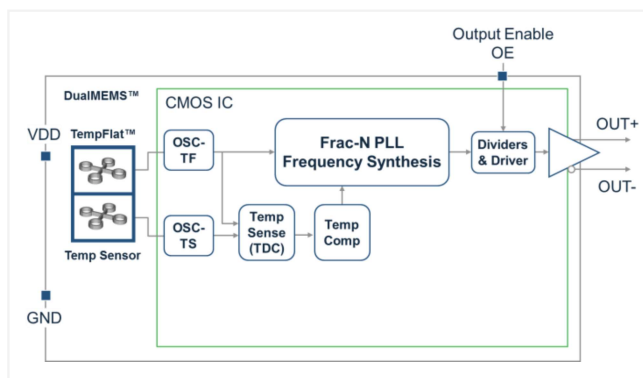 Output Enable
OE
DualMEMS™
CMOS IC
TempFlat™
VDD
OSC-
TF
Frac-N PLL
Frequency Synthesis
Dividers
& Driver
OUT+
OUT-
OSC-
TS
Temp
Sense
(TDC)
Temp
Comp
Temp Sensor
GND